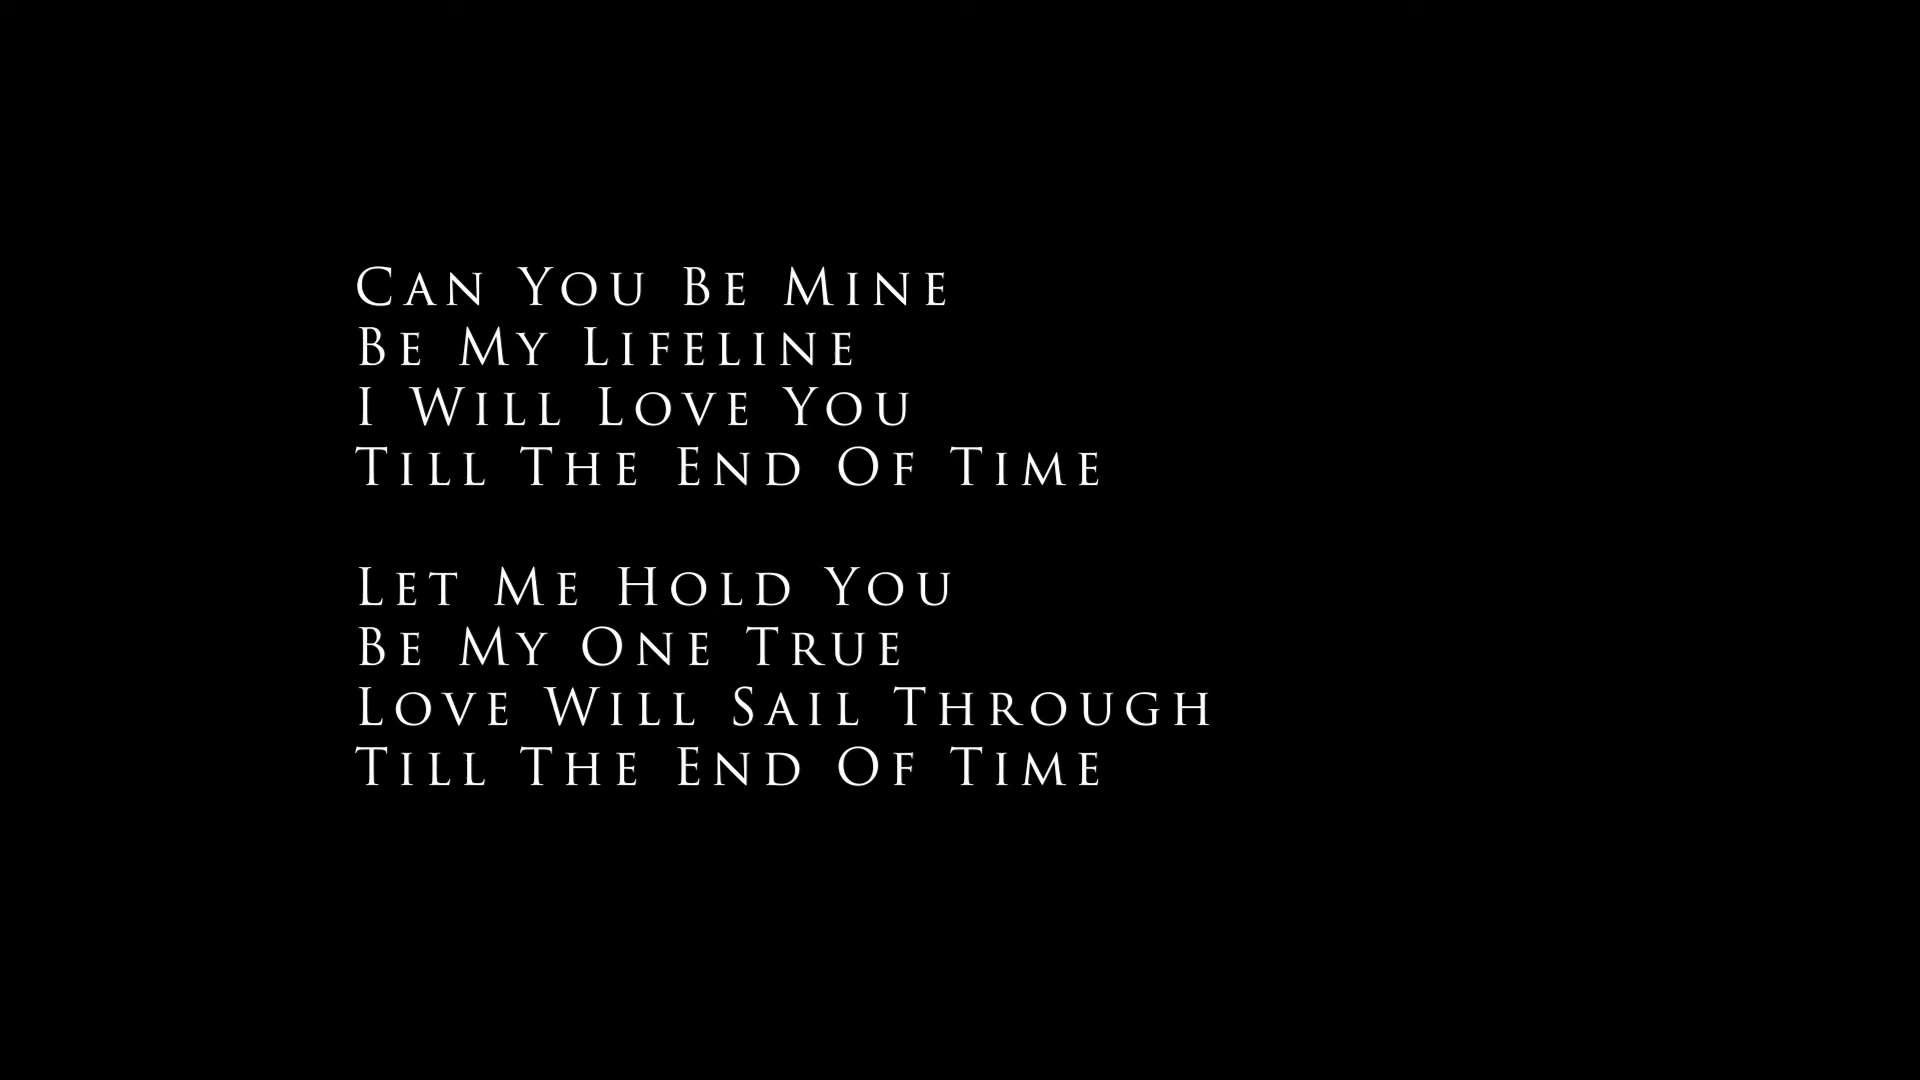 Can You Be Mine
Be My Lifeline
I Will Love You
Till The End Of Time
Let Me Hold You
Be My One True
Love Will Sail Through
Till The End Of Time